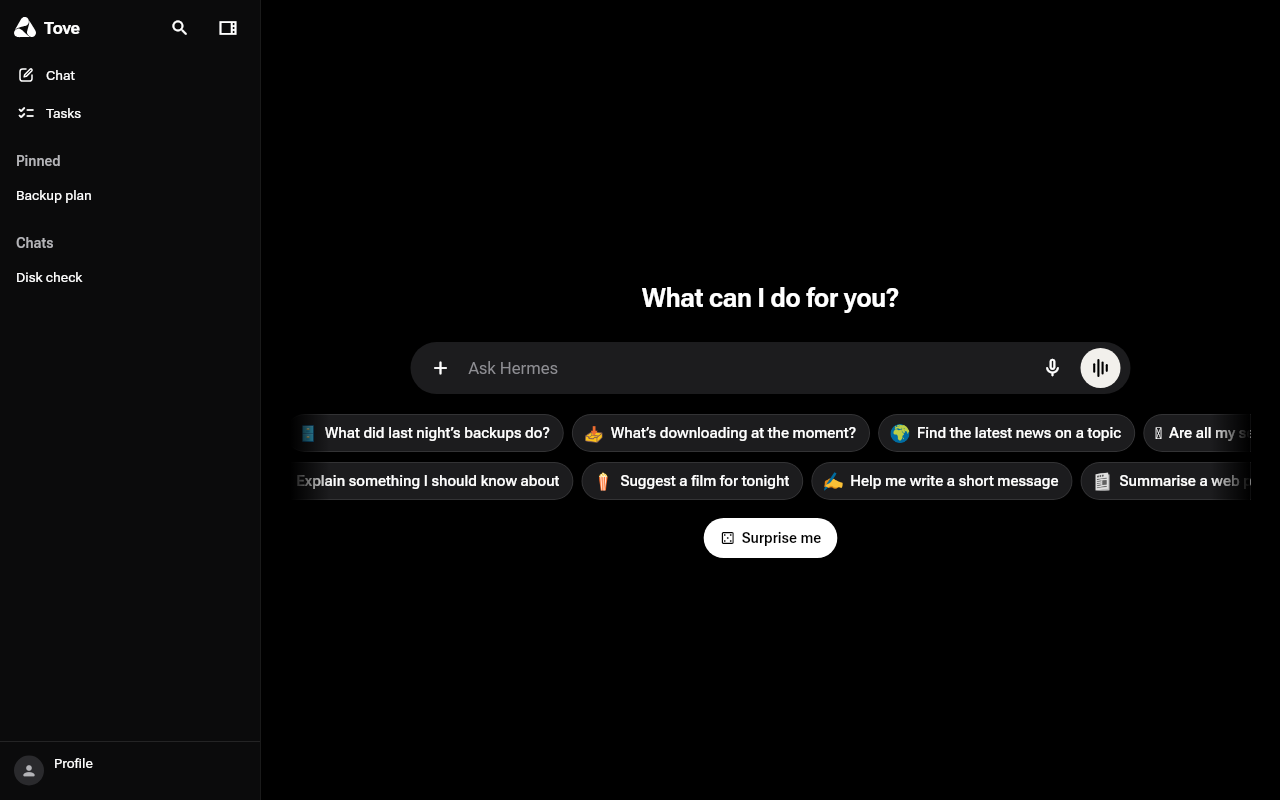 Tove
Chat
Tasks
Pinned
Backup plan
Chats
Disk check
Profile
What can I do for you?
Ask Hermes
What did last night's backups do?
What's downloading at the moment?
Find the latest news on a topic
Are all my
Explain something I should know about
Suggest a film for tonight
Help me write a short message
Summarise a web
Surprise me